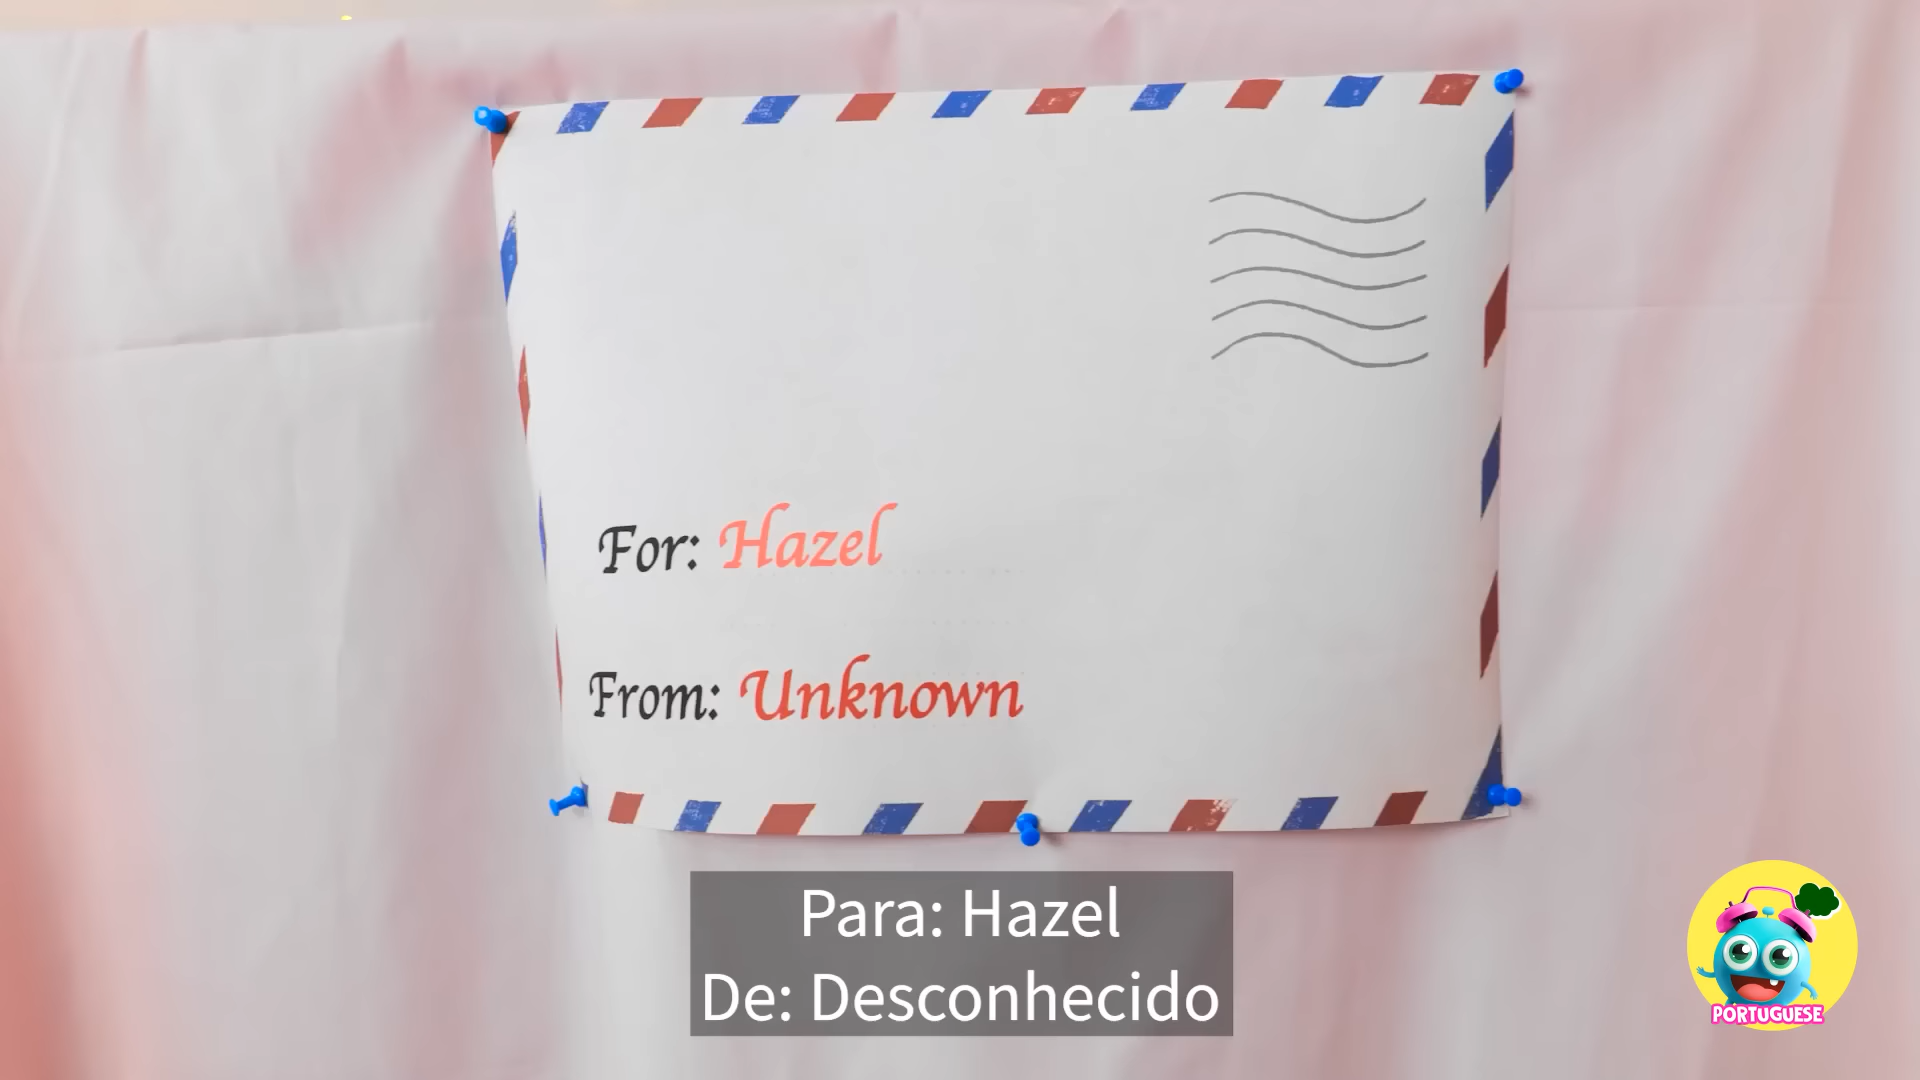 For: Hazel
From: Unknown
Para: Hazel
De: Desconhecido
PORTUGUESE